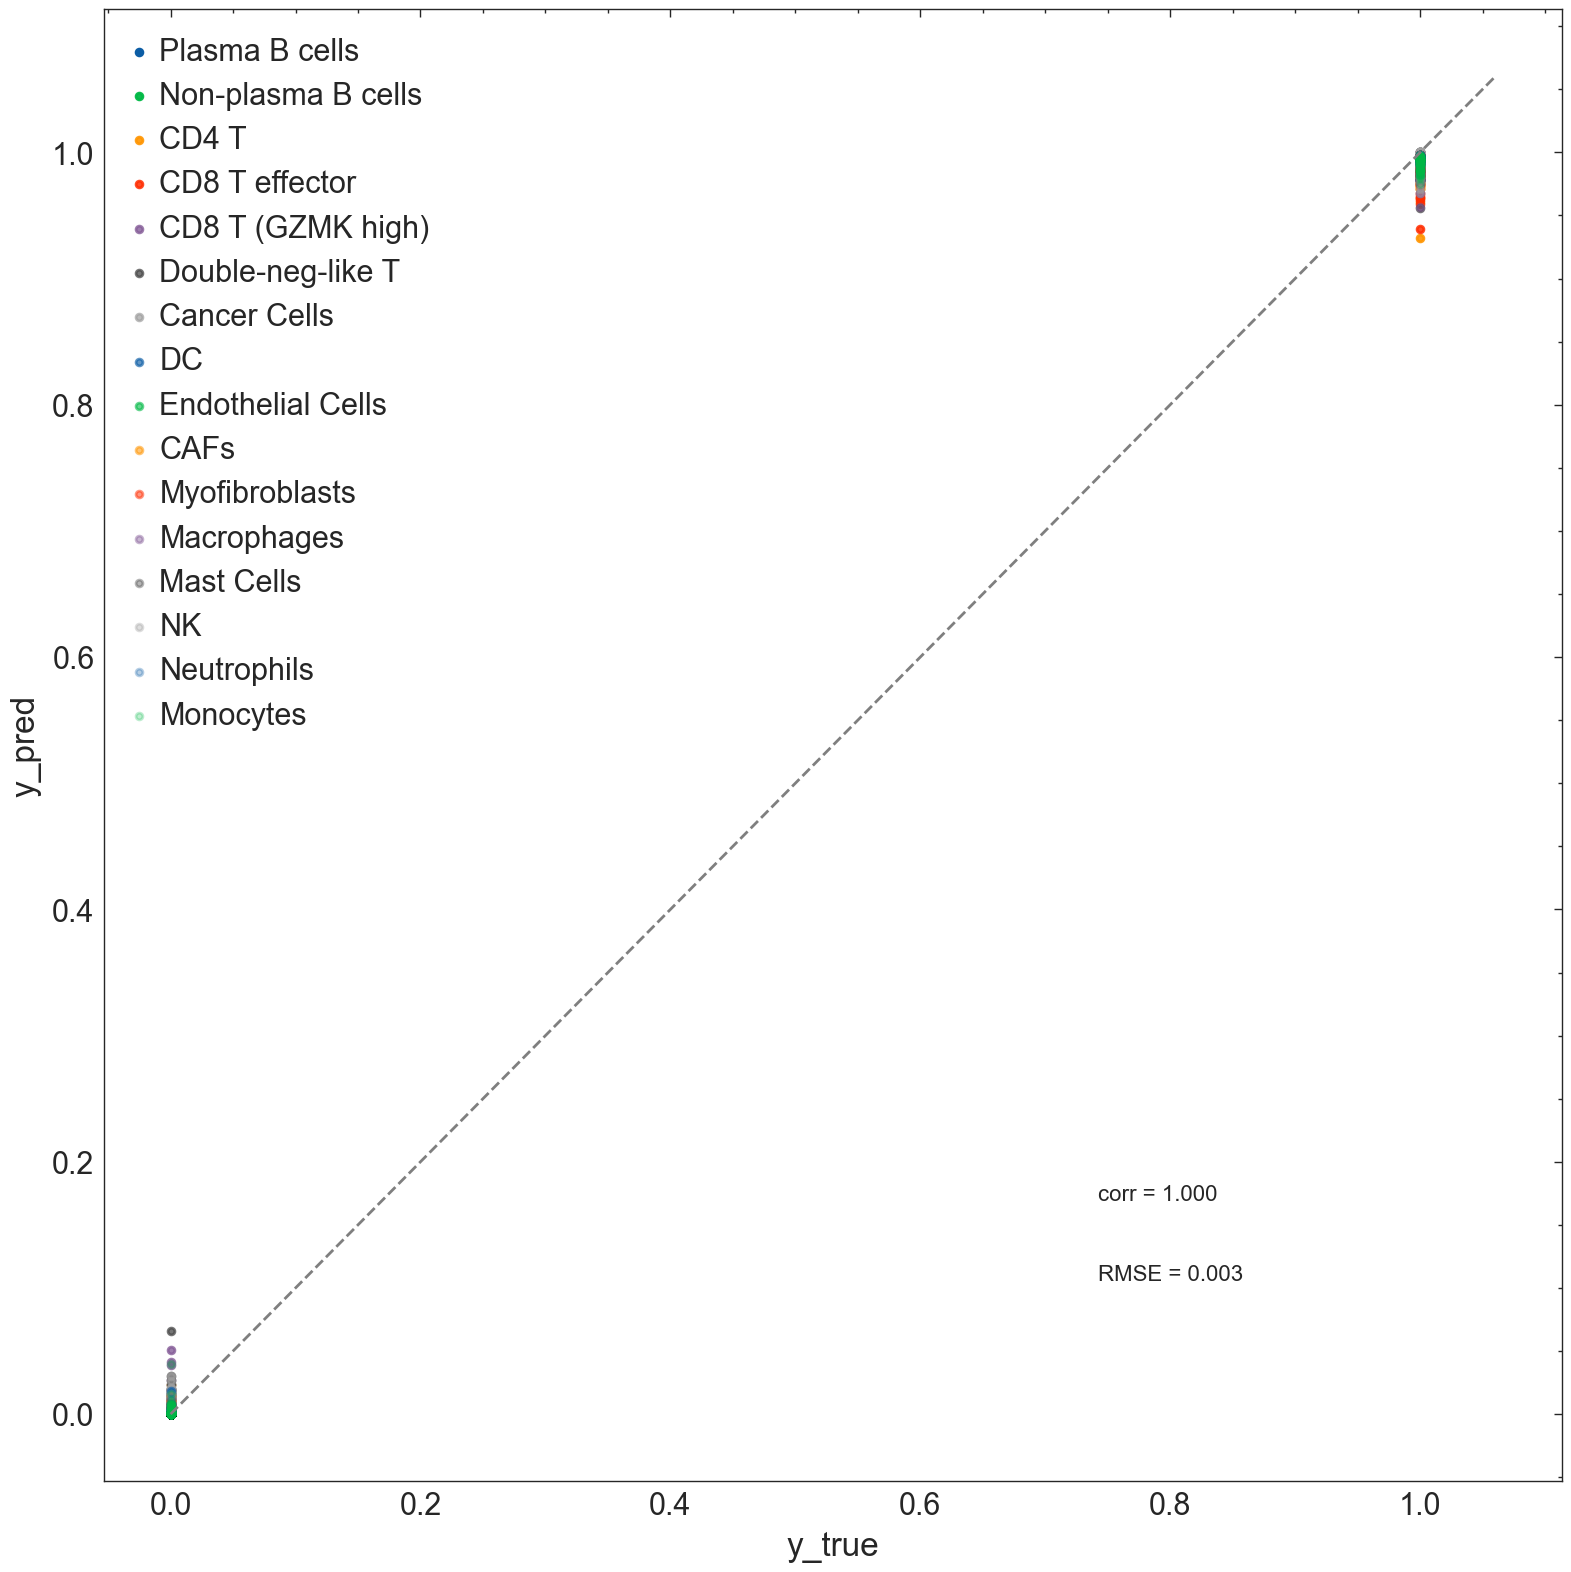 Plasma B cells
Non-plasma B cells
CD4 T
CD8 T effector
CD8 T (GZMK high)
Double-neg-like T
Cancer Cells
DC
Endothelial Cells
CAFs
Myofibroblasts
Macrophages
Mast Cells
NK
Neutrophils
Monocytes
1.0
0.8
0.6
0.4
0.2
0.0
y_pred
corr = 1.000
RMSE = 0.003
0.0 0.2 0.4 0.6 0.8 1.0
y_true